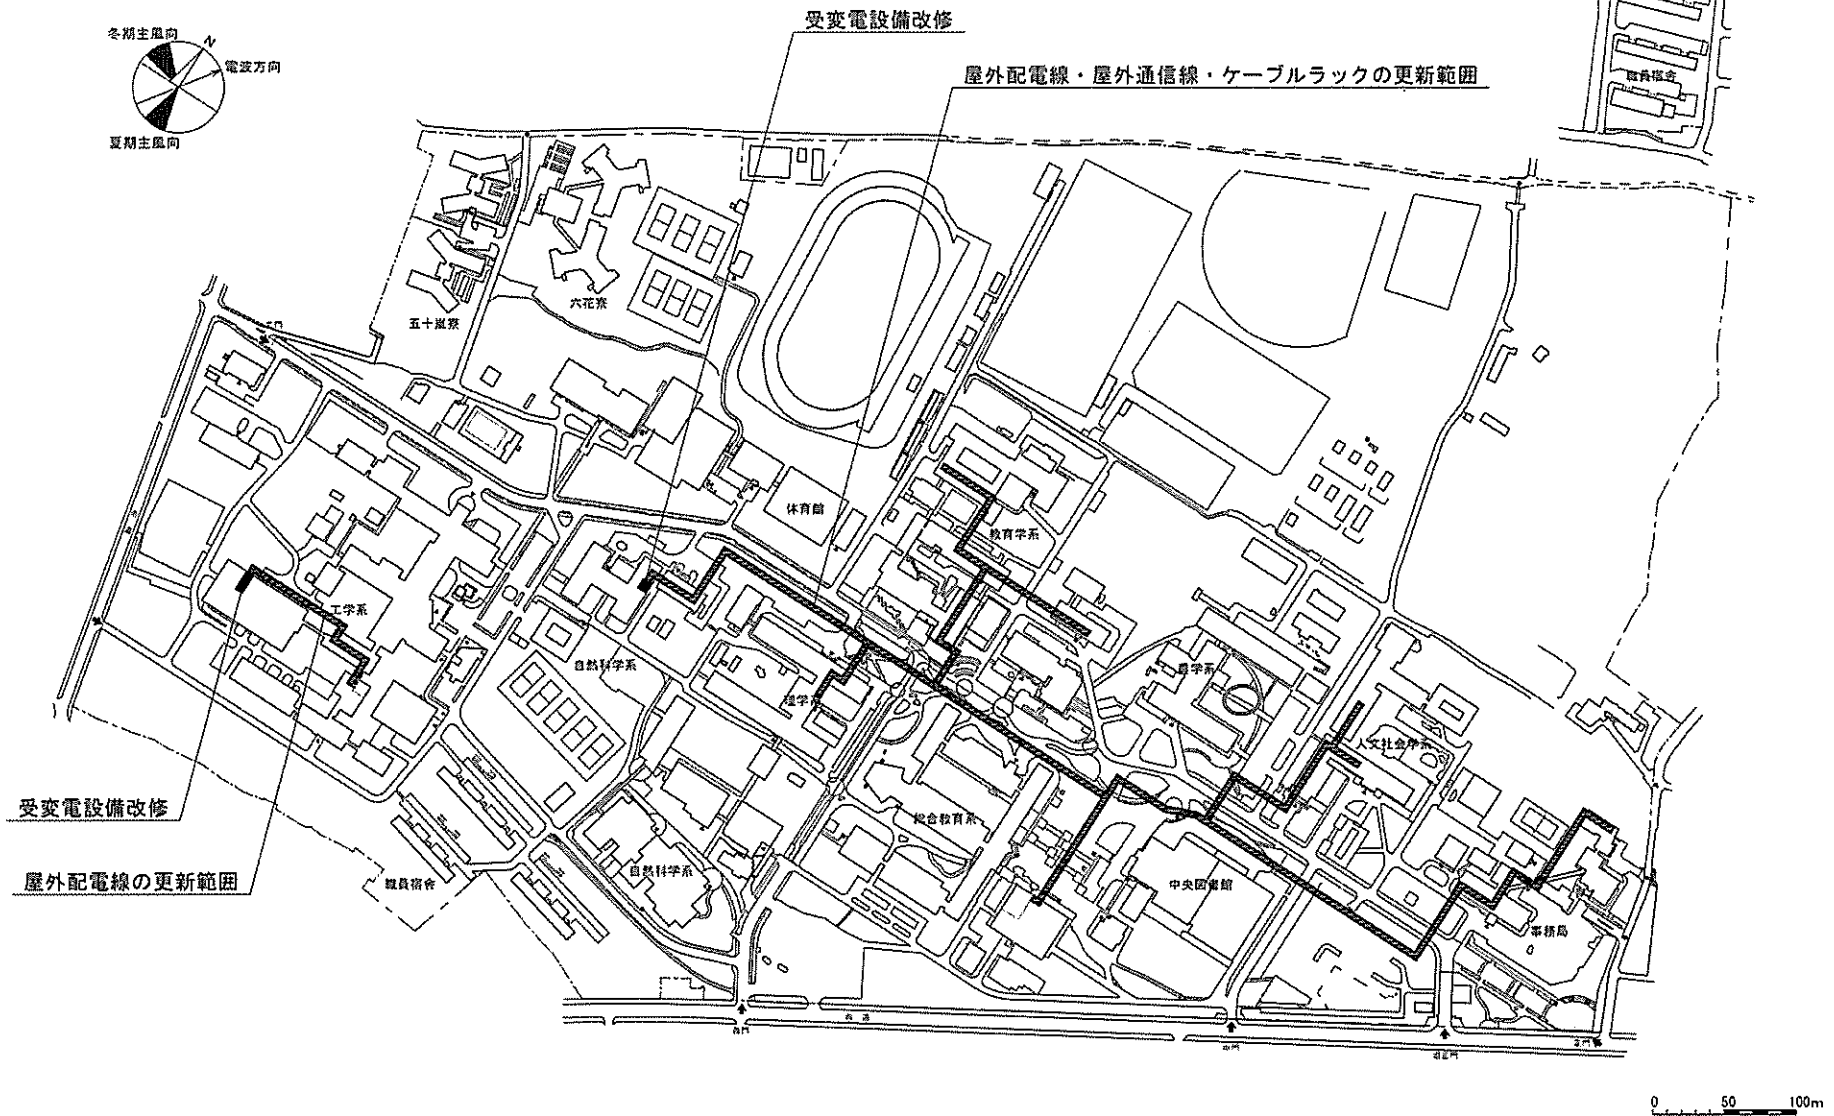 受変電設備改修
冬期主風向
N
電波方向
屋外配電線・屋外通信線・ケーブルラックの更新範囲
職員宿舎
夏期主風向
六花寮
五十嵐寮
体育館
教育学系
工学系
自然科学系
農学系
理学系
人文社会学系
受変電設備改修
総合教育系
自然科学系
屋外配電線の更新範囲
職員宿舎
中央図書館
事務局
0 50 100m